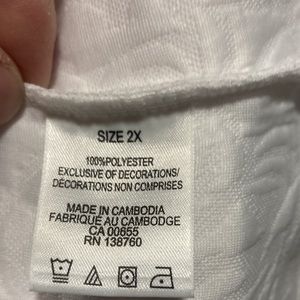 SIZE 2X
100%POLYESTER
EXCLUSIVE OF DECORATIONS/
DÉCORATIONS NON COMPRISES
MADE IN CAMBODIA
FABRIQUÉ AU CAMBODGE
CA 00655
RN 138760